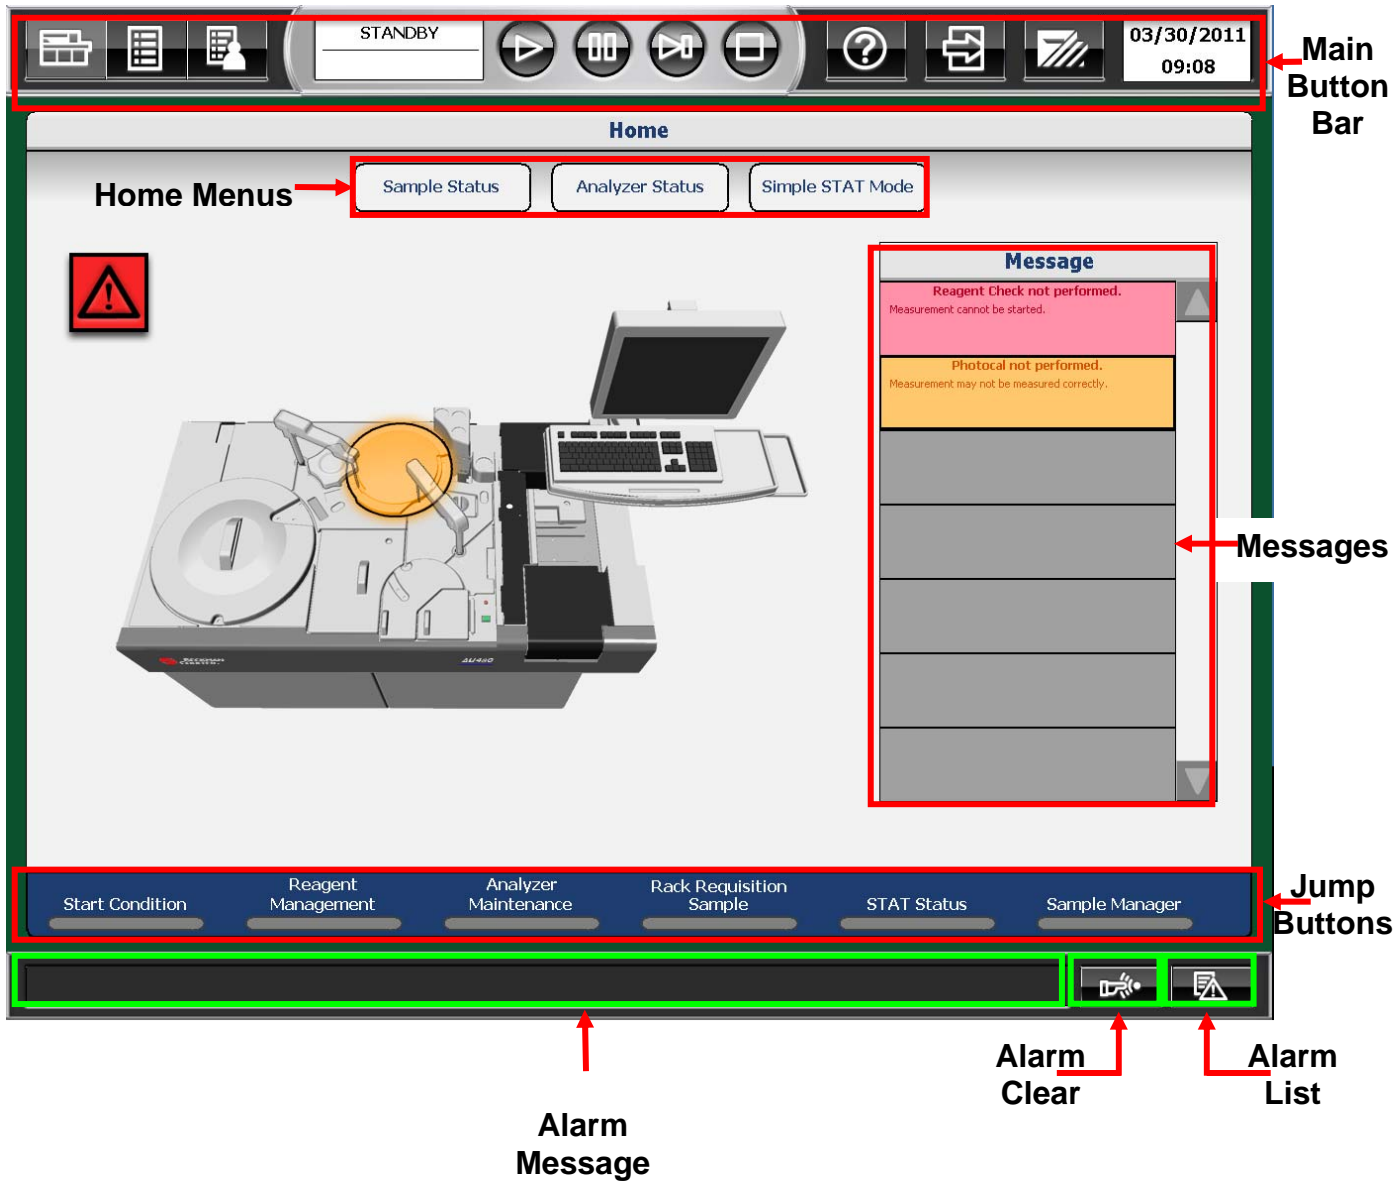 STANDBY
03/30/2011
09:08
Main
Button
Bar
Home
Home Menus
Sample Status
Analyzer Status
Simple STAT Mode
Message
Reagent Check not performed.
Measurement cannot be started.
Photocal not performed.
Measurement may not be measured correctly.
Messages
BECKMAN
COULTER
AU480
Start Condition
Reagent
Management
Analyzer
Maintenance
Rack Requisition
Sample
STAT Status
Sample Manager
Jump
Buttons
Alarm
Clear
Alarm
List
Alarm
Message